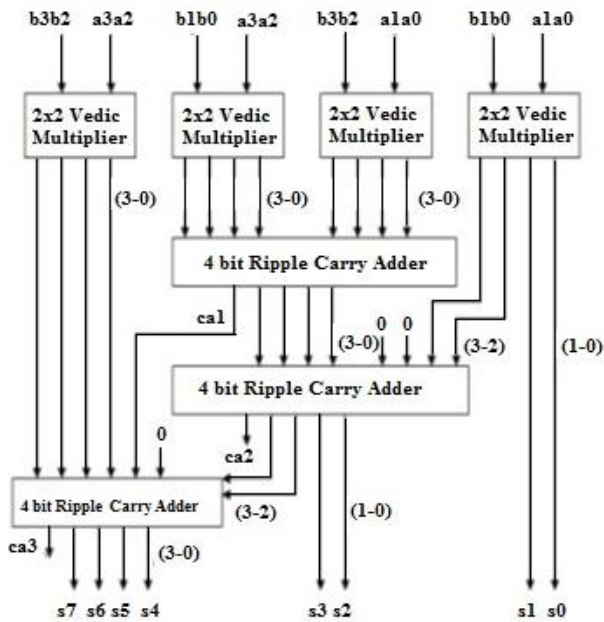 b3b2 a3a2 b1b0 a3a2 b3b2 a1a0 b1b0 a1a0
2x2 Vedic Multiplier
2x2 Vedic Multiplier
2x2 Vedic Multiplier
2x2 Vedic Multiplier
(3-0) (3-0) (3-0)
4 bit Ripple Carry Adder
ca1 (3-0) 0 0 (3-2) (1-0)
4 bit Ripple Carry Adder
0 ca2
4 bit Ripple Carry Adder
(3-2) (1-0)
ca3 (3-0)
s7 s6 s5 s4 s3 s2 s1 s0